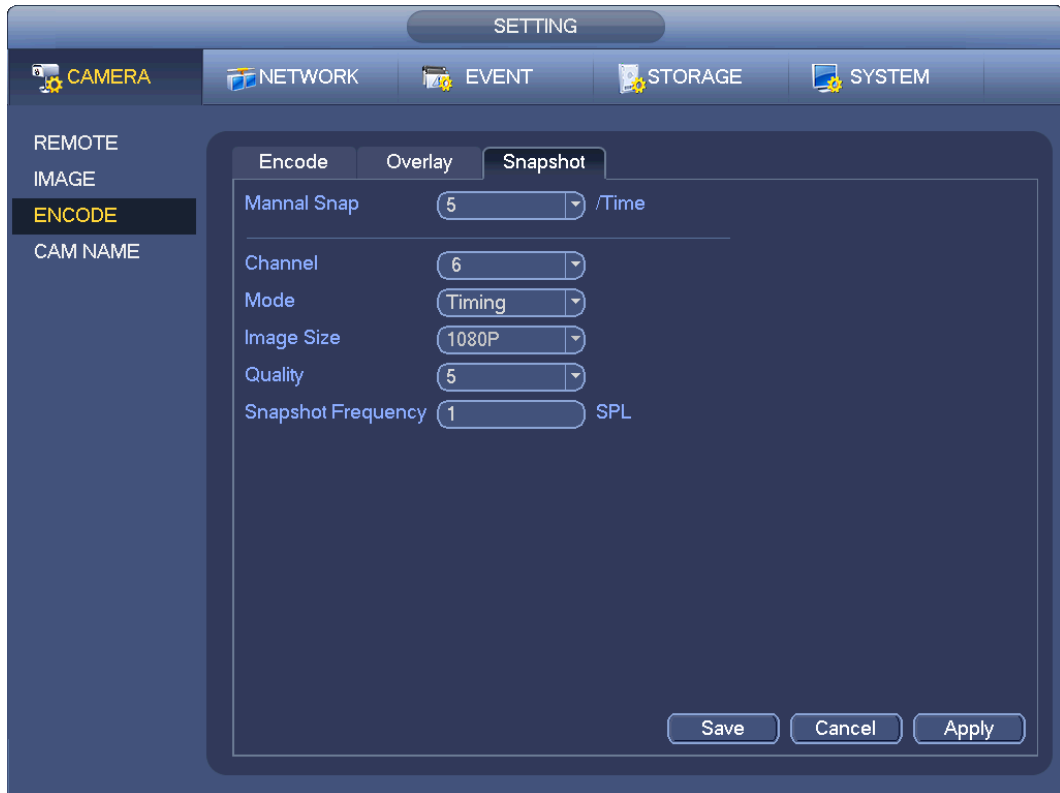 SETTING
CAMERA NETWORK EVENT STORAGE SYSTEM
REMOTE
IMAGE
ENCODE
CAM NAME
Encode Overlay Snapshot
Mannal Snap 5 /Time
Channel 6
Mode Timing
Image Size 1080P
Quality 5
Snapshot Frequency 1 SPL
Save Cancel Apply